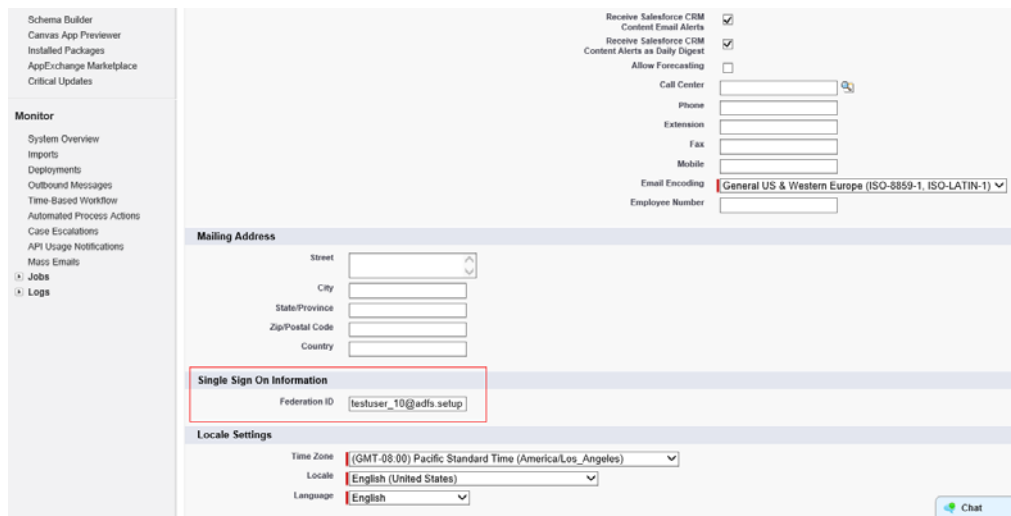 Schema Builder
Canvas App Previewer
Installed Packages
AppExchange Marketplace
Critical Updates
Monitor
System Overview
Imports
Deployments
Outbound Messages
Time-Based Workflow
Automated Process Actions
Case Escalations
API Usage Notifications
Mass Emails
Jobs
Logs
Receive Salesforce CRM
Content Email Alerts
Receive Salesforce CRM
Content Alerts as Daily Digest
Allow Forecasting
Call Center
Phone
Extension
Fax
Mobile
Email Encoding General US & Western Europe (ISO-8859-1, ISO-LATIN-1)
Employee Number
Mailing Address
Street
City
State/Province
Zip/Postal Code
Country
Single Sign On Information
Federation ID testuser_10@adfs.setup
Locale Settings
Time Zone (GMT-08:00) Pacific Standard Time (America/Los_Angeles)
Locale English (United States)
Language English
Chat